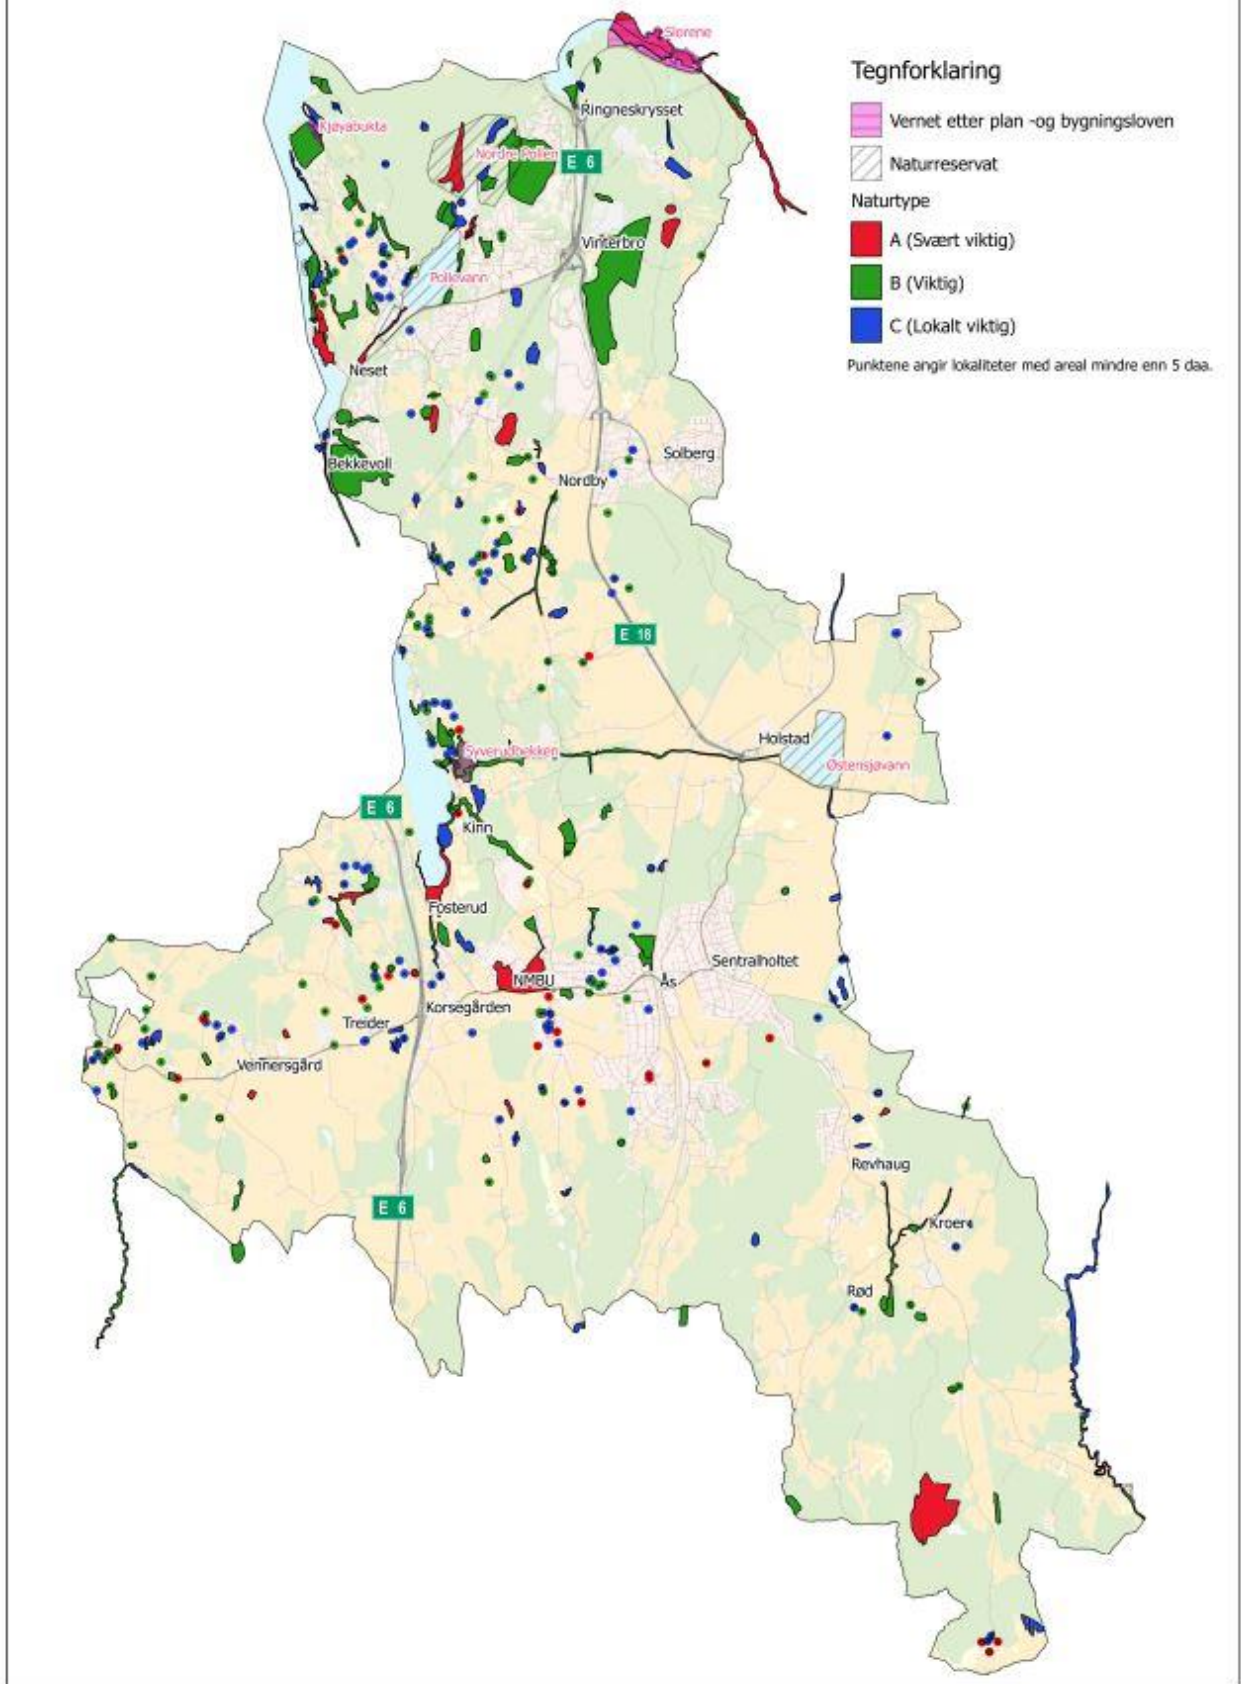 Slorene
Tegnforklaring
Ringneskrysset
Vernet etter plan -og bygningsloven
Kjøyabukta
Nordre Pollen
E 6
Naturreservat
Naturtype
A (Svært viktig)
Vinterbro
Pollevann
B (Viktig)
C (Lokalt viktig)
Punktene angir lokaliteter med areal mindre enn 5 daa.
Neset
Solberg
Bekkevoll
Nordby
E 18
Holstad
Syverudbekken
Østensjøvann
E 6
Kinn
Fosterud
Sentralholtet
NMBU
Ås
Korsegården
Treider
Vennersgård
Revhaug
E 6
Kroer
Rød